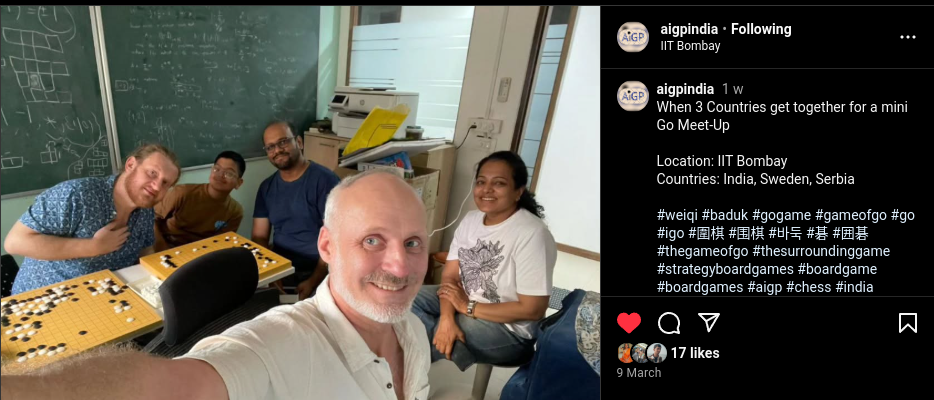 aigpindia • Following
IIT Bombay
AiGP
aigpindia 1 w
When 3 Countries get together for a mini
Go Meet-Up
Location: IIT Bombay
Countries: India, Sweden, Serbia
#weiqi #baduk #gogame #gameofgo #go
#igo #圍棋 #围棋 #바둑 #碁 #囲碁
#thegameofgo #thesurroundinggame
#strategyboardgames #boardgame
#boardgames #aigp #chess #india
17 likes
9 March